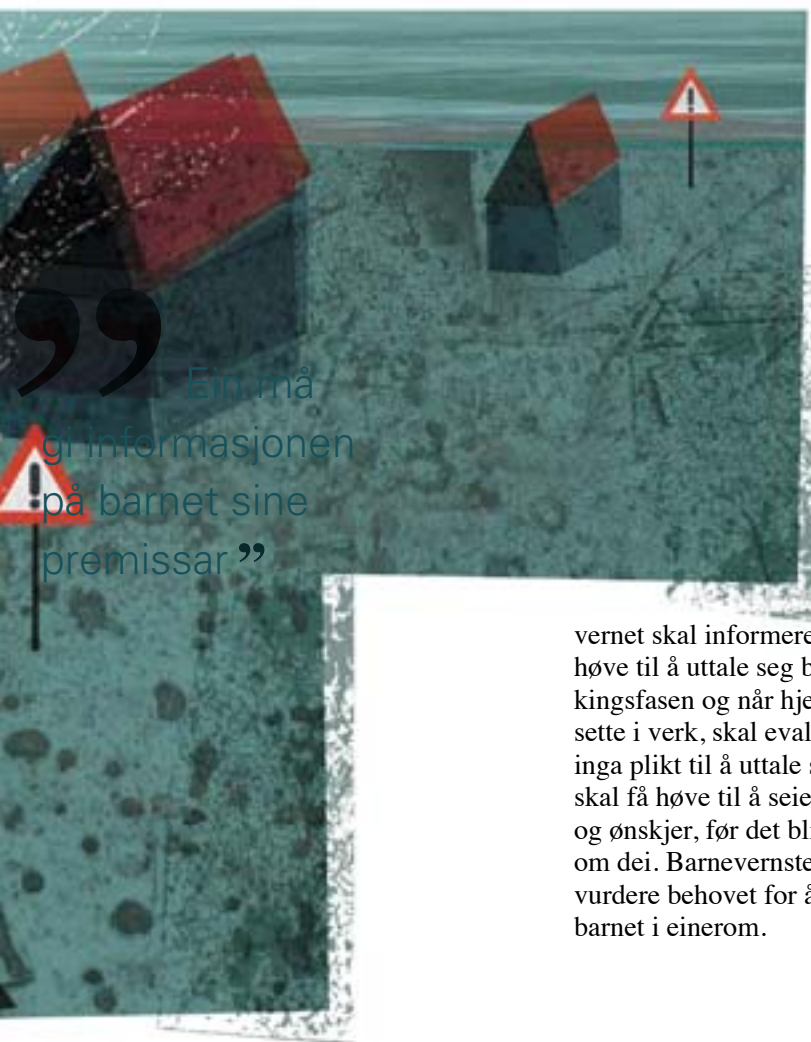 ” Ein må
gi informasjonen
på barnet sine
premissar ”
vernet skal informere
høve til å uttale seg b
kingsfasen og når hje
sette i verk, skal eval
inga plikt til å uttale s
skal få høve til å seie
og ønskjer, før det bl
om dei. Barnevernste
vurdere behovet for å
barnet i einerom.